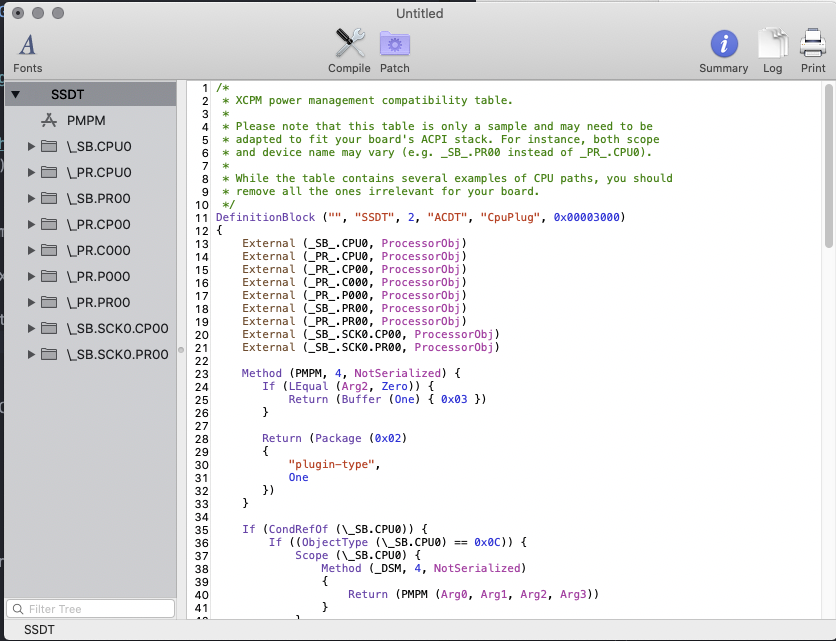 Untitled
Fonts
Compile
Patch
Summary
Log
Print
SSDT
PMPM
\_SB.CPU0
\_PR.CPU0
\_SB.PR00
\_PR.CP00
\_PR.C000
\_PR.P000
\_PR.PR00
\_SB.SCK0.CP00
\_SB.SCK0.PR00
Filter Tree
SSDT
1 /*
2  * XCPM power management compatibility table.
3  *
4  * Please note that this table is only a sample and may need to be
5  * adapted to fit your board's ACPI stack. For instance, both scope
6  * and device name may vary (e.g. _SB_.PR00 instead of _PR_.CPU0).
7  *
8  * While the table contains several examples of CPU paths, you should
9  * remove all the ones irrelevant for your board.
10  */
11 DefinitionBlock ("", "SSDT", 2, "ACDT", "CpuPlug", 0x00003000)
12 {
13     External (_SB_.CPU0, ProcessorObj)
14     External (_PR_.CPU0, ProcessorObj)
15     External (_PR_.CP00, ProcessorObj)
16     External (_PR_.C000, ProcessorObj)
17     External (_PR_.P000, ProcessorObj)
18     External (_SB_.PR00, ProcessorObj)
19     External (_PR_.PR00, ProcessorObj)
20     External (_SB_.SCK0.CP00, ProcessorObj)
21     External (_SB_.SCK0.PR00, ProcessorObj)
22
23     Method (PMPM, 4, NotSerialized) {
24        If (LEqual (Arg2, Zero)) {
25            Return (Buffer (One) { 0x03 })
26        }
27
28        Return (Package (0x02)
29        {
30            "plugin-type",
31            One
32        })
33     }
34
35     If (CondRefOf (\_SB.CPU0)) {
36         If ((ObjectType (\_SB.CPU0) == 0x0C)) {
37             Scope (\_SB.CPU0) {
38                 Method (_DSM, 4, NotSerialized)
39                 {
40                     Return (PMPM (Arg0, Arg1, Arg2, Arg3))
41                 }